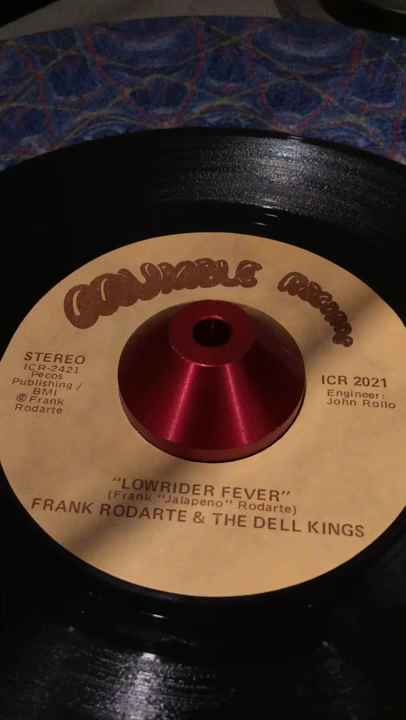 STEREO
ICR-2421
Pecos
Publishing /
BMI
© Frank
Rodarte
ICR 2021
Engineer:
John Rollo
"LOWRIDER FEVER"
(Frank "Jalapeno" Rodarte)
FRANK RODARTE & THE DELL KINGS